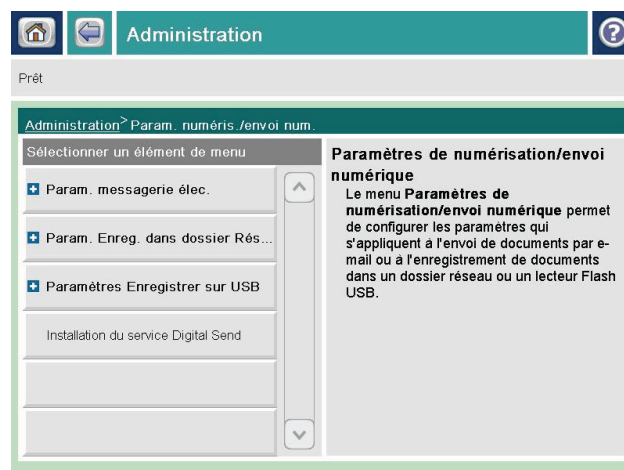 Administration
?
Prêt
Administration> Param. numéris./envoi num.
Sélectionner un élément de menu
Param. messagerie élec.
Param. Enreg. dans dossier Rés...
Paramètres Enregistrer sur USB
Installation du service Digital Send
Paramètres de numérisation/envoi
numérique
Le menu Paramètres de
numérisation/envoi numérique permet
de configurer les paramètres qui
s'appliquent à l'envoi de documents par e-
mail ou à l'enregistrement de documents
dans un dossier réseau ou un lecteur Flash
USB.